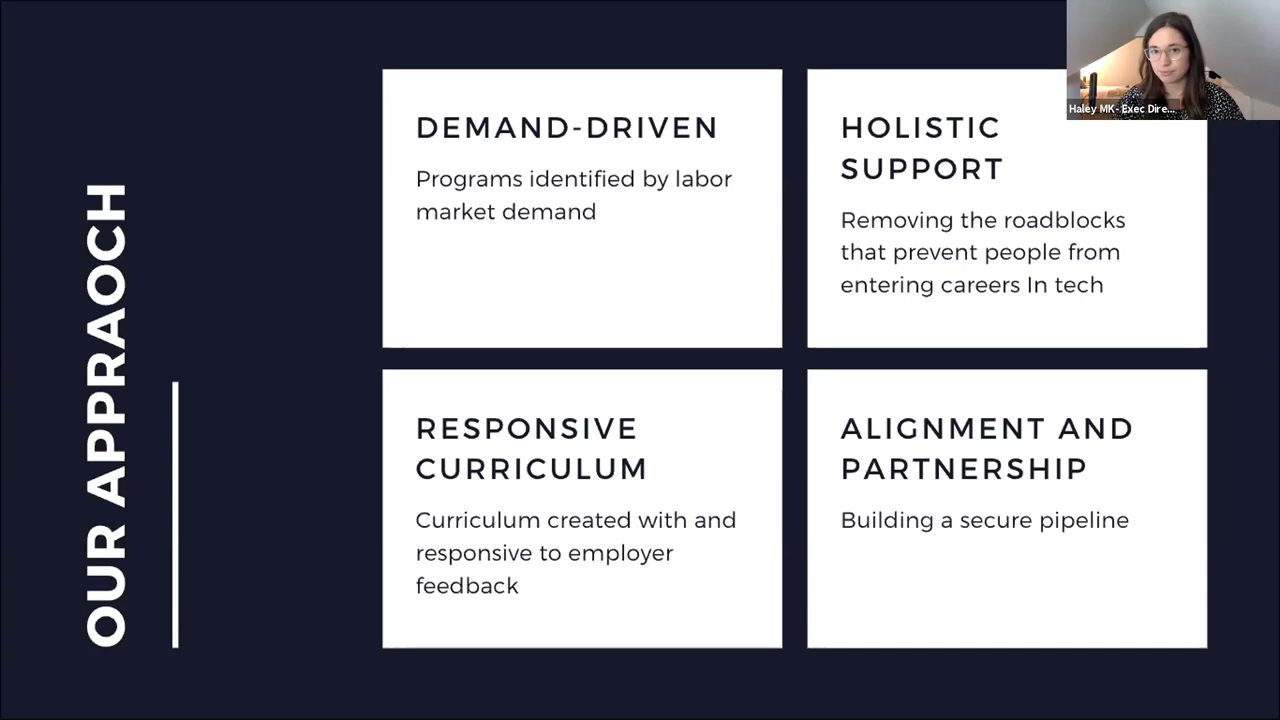 OUR APPRAOCH
DEMAND-DRIVEN
Programs identified by labor
market demand
HOLISTIC
SUPPORT
Removing the roadblocks
that prevent people from
entering careers In tech
RESPONSIVE
CURRICULUM
Curriculum created with and
responsive to employer
feedback
ALIGNMENT AND
PARTNERSHIP
Building a secure pipeline
Haley MK- Exec Dire...